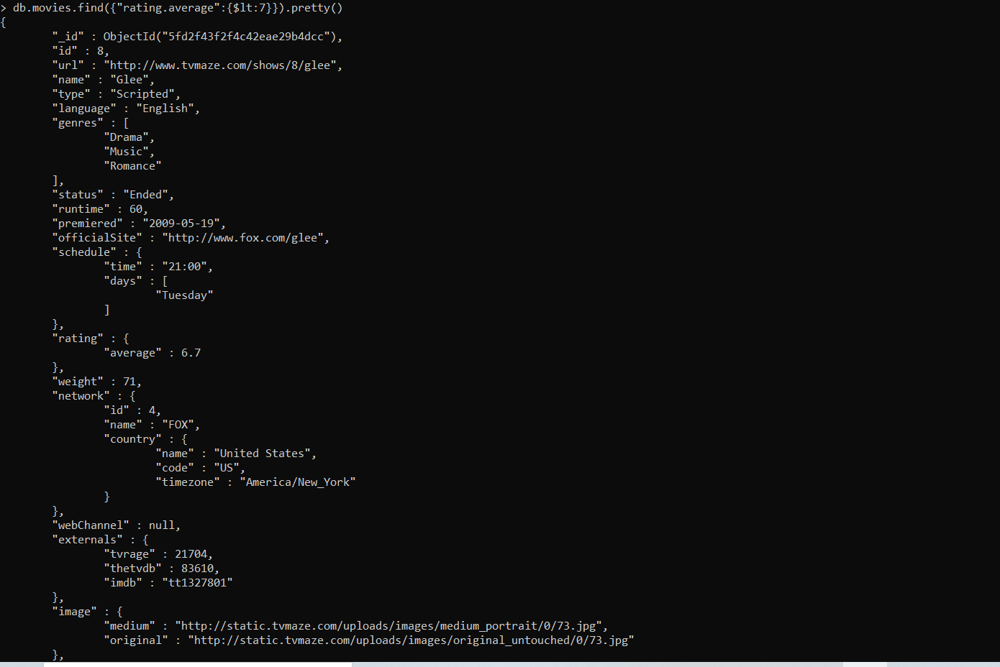 > db.movies.find({"rating.average":{$lt:7}}).pretty()
{
        "_id" : ObjectId("5fd2f43f2f4c42eae29b4dcc"),
        "id" : 8,
        "url" : "http://www.tvmaze.com/shows/8/glee",
        "name" : "Glee",
        "type" : "Scripted",
        "language" : "English",
        "genres" : [
                "Drama",
                "Music",
                "Romance"
        ],
        "status" : "Ended",
        "runtime" : 60,
        "premiered" : "2009-05-19",
        "officialSite" : "http://www.fox.com/glee",
        "schedule" : {
                "time" : "21:00",
                "days" : [
                        "Tuesday"
                ]
        },
        "rating" : {
                "average" : 6.7
        },
        "weight" : 71,
        "network" : {
                "id" : 4,
                "name" : "FOX",
                "country" : {
                        "name" : "United States",
                        "code" : "US",
                        "timezone" : "America/New_York"
                }
        },
        "webChannel" : null,
        "externals" : {
                "tvrage" : 21704,
                "thetvdb" : 83610,
                "imdb" : "tt1327801"
        },
        "image" : {
                "medium" : "http://static.tvmaze.com/uploads/images/medium_portrait/0/73.jpg",
                "original" : "http://static.tvmaze.com/uploads/images/original_untouched/0/73.jpg"
        },